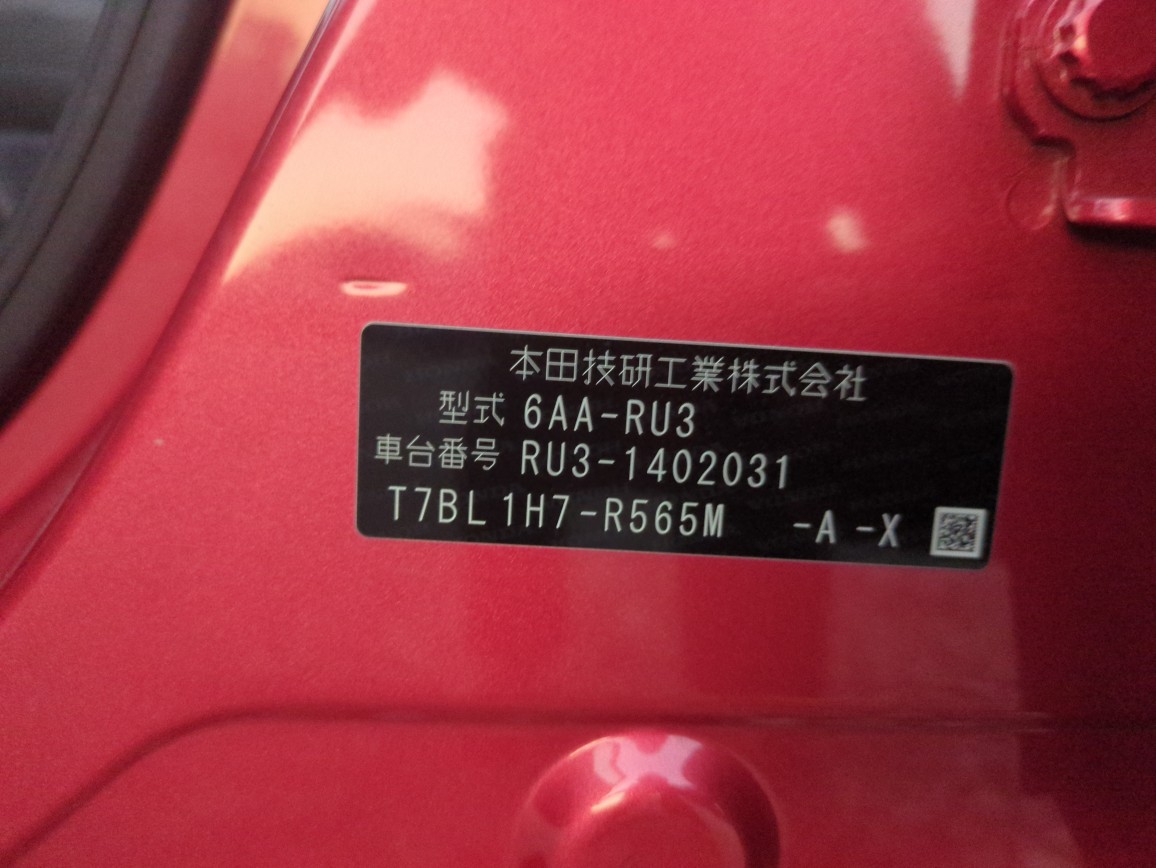 本田技研工業株式会社
型式 6AA-RU3
車台番号 RU3-1402031
T7BL1H7-R565M -A -X